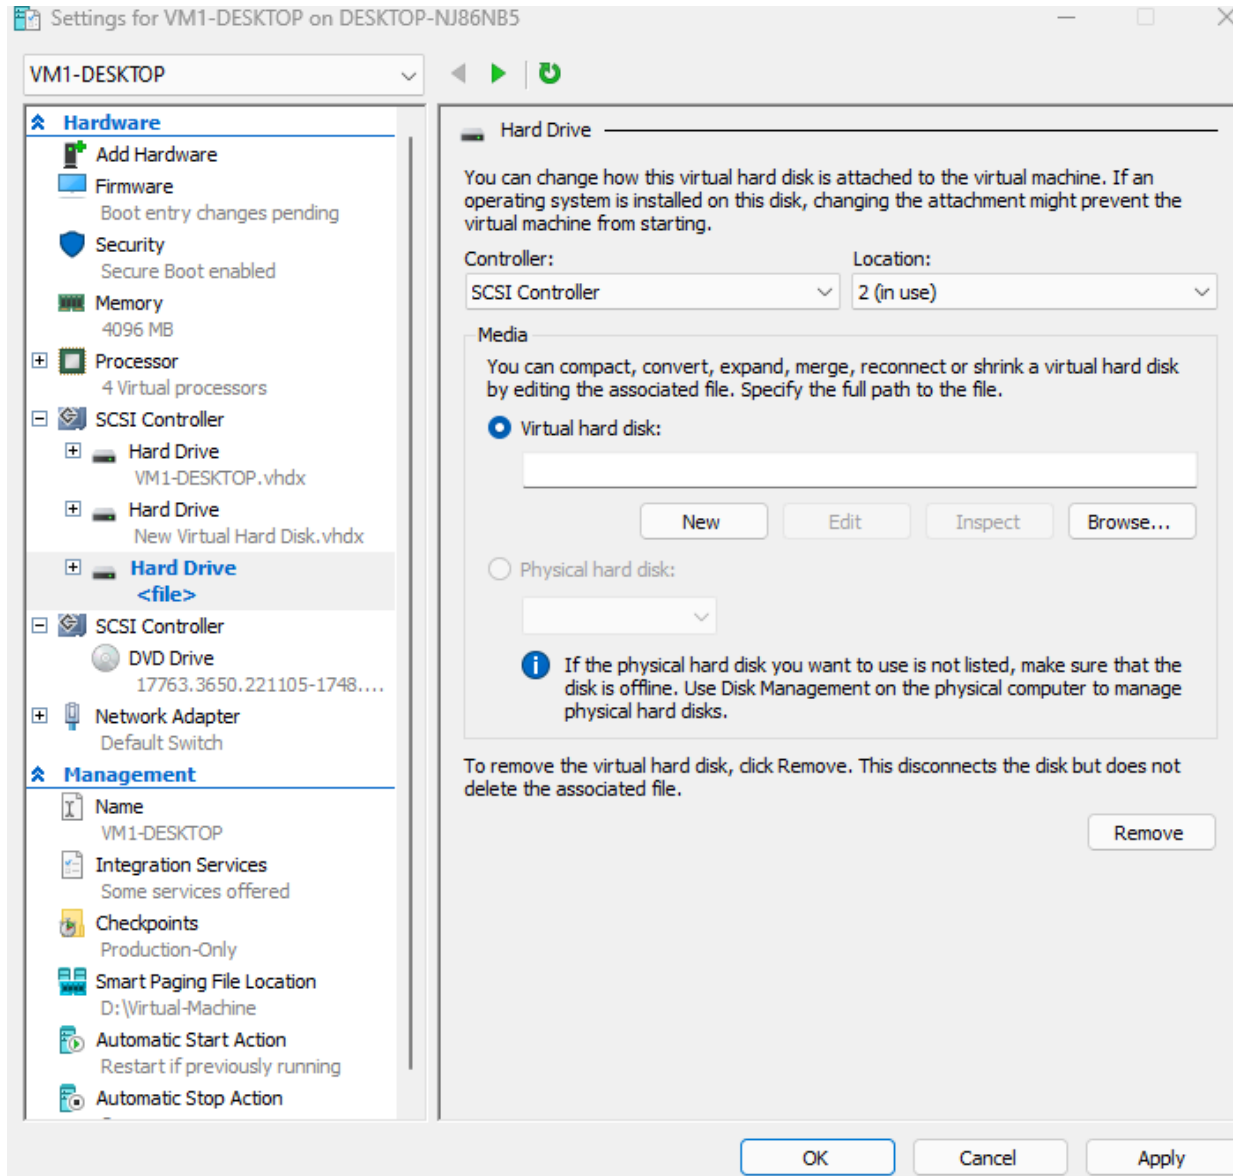 Settings for VM1-DESKTOP on DESKTOP-NJ86NB5
VM1-DESKTOP
Hardware
Add Hardware
Firmware
Boot entry changes pending
Security
Secure Boot enabled
Memory
4096 MB
Processor
4 Virtual processors
SCSI Controller
Hard Drive
VM1-DESKTOP.vhdx
Hard Drive
New Virtual Hard Disk.vhdx
Hard Drive
<file>
SCSI Controller
DVD Drive
17763.3650.221105-1748....
Network Adapter
Default Switch
Management
Name
VM1-DESKTOP
Integration Services
Some services offered
Checkpoints
Production-Only
Smart Paging File Location
D:\Virtual-Machine
Automatic Start Action
Restart if previously running
Automatic Stop Action
Hard Drive
You can change how this virtual hard disk is attached to the virtual machine. If an
operating system is installed on this disk, changing the attachment might prevent the
virtual machine from starting.
Controller:
Location:
SCSI Controller
2 (in use)
Media
You can compact, convert, expand, merge, reconnect or shrink a virtual hard disk
by editing the associated file. Specify the full path to the file.
Virtual hard disk:
New
Edit
Inspect
Browse...
Physical hard disk:
If the physical hard disk you want to use is not listed, make sure that the
disk is offline. Use Disk Management on the physical computer to manage
physical hard disks.
To remove the virtual hard disk, click Remove. This disconnects the disk but does not
delete the associated file.
Remove
OK
Cancel
Apply